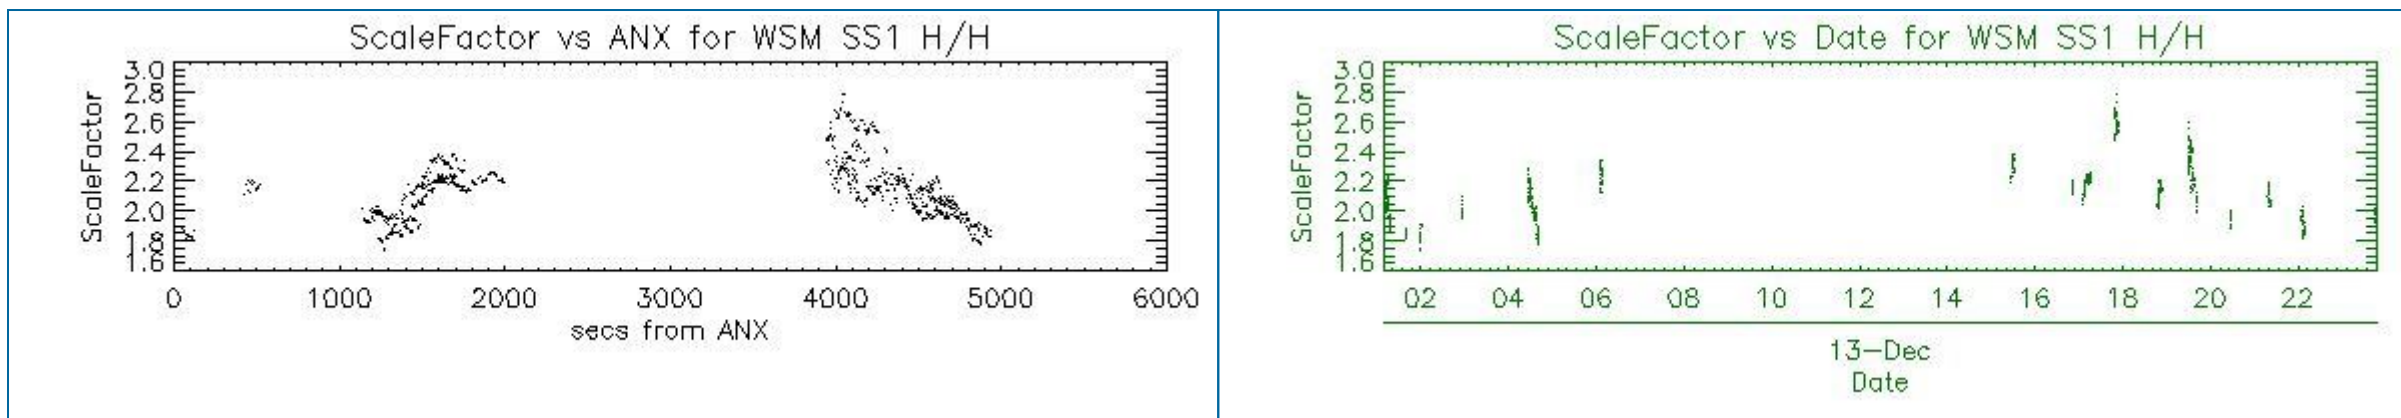 ScaleFactor vs ANX for WSM SS1 H/H
ScaleFactor
3.0
2.8
2.6
2.4
2.2
2.0
1.8
1.6
0 1000 2000 3000 4000 5000 6000
secs from ANX
ScaleFactor vs Date for WSM SS1 H/H
ScaleFactor
3.0
2.8
2.6
2.4
2.2
2.0
1.8
1.6
02 04 06 08 10 12 14 16 18 20 22
13-Dec
Date